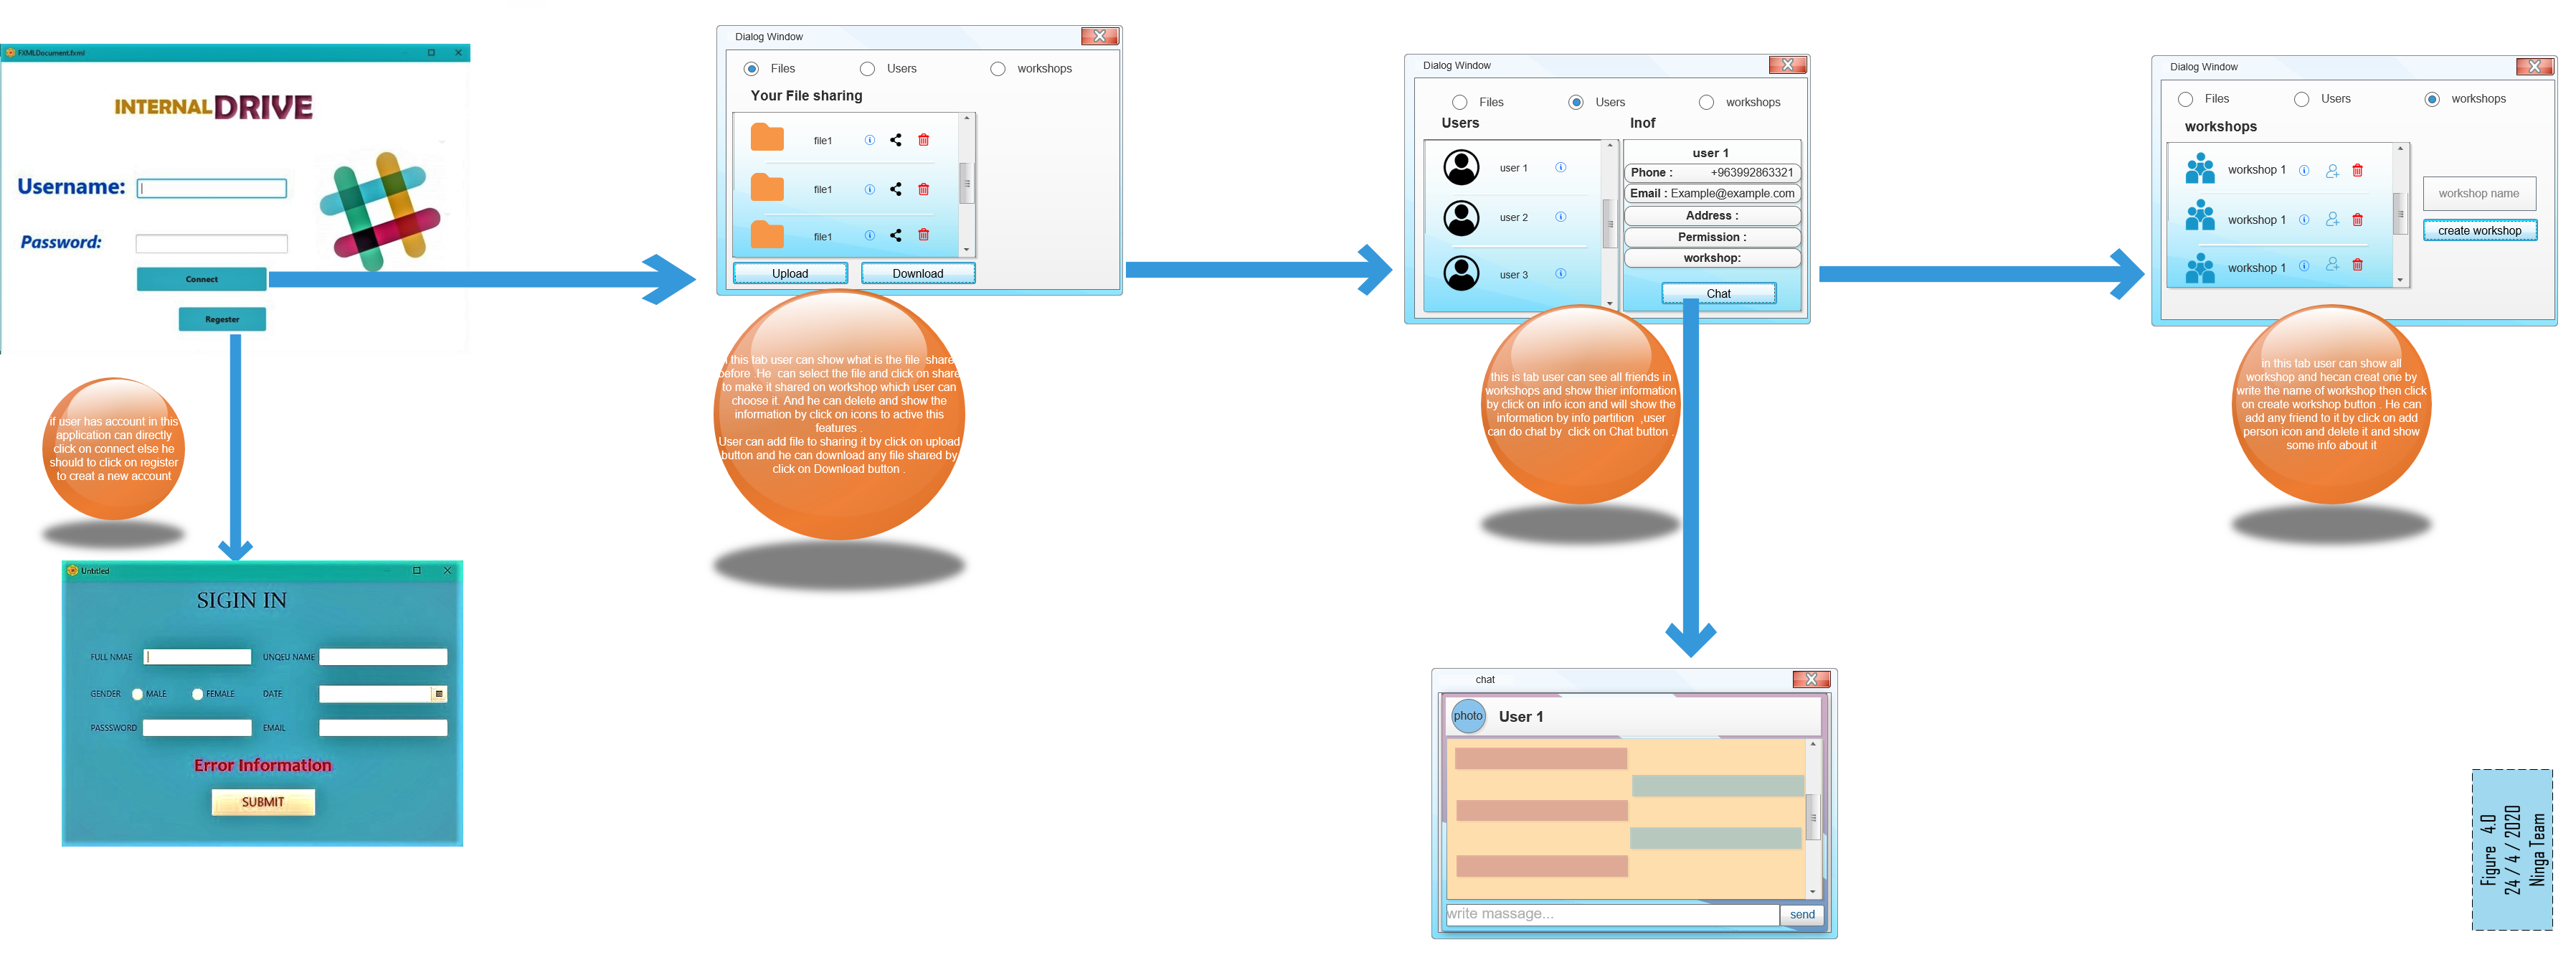 FXMLDocument.fxml
INTERNAL DRIVE
Username:
Password:
Connect
Regester
if user has account in this
application can directly
click on connect else he
should to click on register
to creat a new account
Untitled
SIGIN IN
FULL NMAE
UNQEU NAME
GENDER MALE FEMALE
DATE
PASSSWORD
EMAIL
Error Information
SUBMIT
Dialog Window
Files Users workshops
Your File sharing
file1
file1
file1
Upload Download
this tab user can show what is the file share
before .He can select the file and click on share
to make it shared on workshop which user can
choose it. And he can delete and show the
information by click on icons to active this
features .
User can add file to sharing it by click on upload
button and he can download any file shared by
click on Download button .
Dialog Window
Files Users workshops
Users
user 1
user 2
user 3
Inof
user 1
Phone : +963992863321
Email : Example@example.com
Address :
Permission :
workshop:
Chat
this is tab user can see all friends in
workshops and show thier information
by click on info icon and will show the
information by info partition ,user
can do chat by click on Chat button .
chat
photo User 1
write massage...
send
Dialog Window
Files Users workshops
workshops
workshop 1
workshop 1
workshop 1
workshop name
create workshop
in this tab user can show all
workshop and hecan creat one by
write the name of workshop then click
on create workshop button . He can
add any friend to it by click on add
person icon and delete it and show
some info about it
Figure 4.0
24 / 4 / 2020
Ninga Team